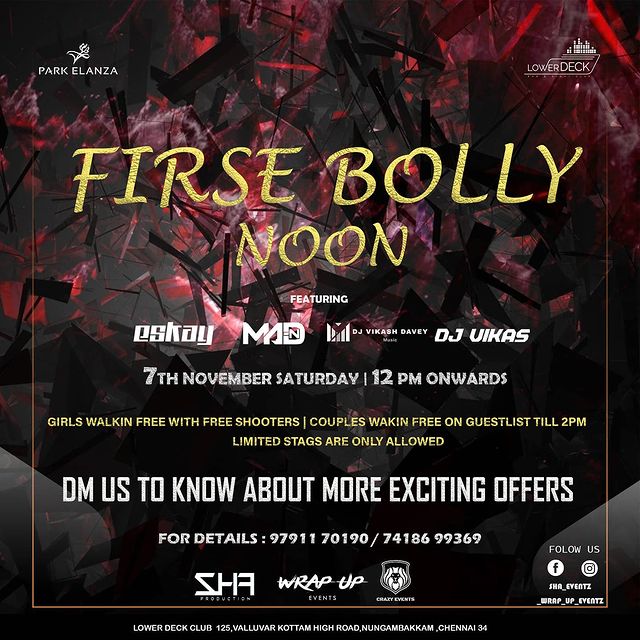 PARK ELANZA
LOWER DECK
FIRSE BOLLY
NOON
FEATURING
eskay MADN DJ VIKASH DAVEY DJ VIKAS
Music
7TH NOVEMBER SATURDAY | 12 PM ONWARDS
GIRLS WALKIN FREE WITH FREE SHOOTERS | COUPLES WAKIN FREE ON GUESTLIST TILL 2PM
LIMITED STAGS ARE ONLY ALLOWED
DM US TO KNOW ABOUT MORE EXCITING OFFERS
FOR DETAILS : 97911 70190 / 74186 99369
FOLOW US
SHA_EVENTZ
_WRAP_UP_EVENTZ
SHA WRAP UP
PRODUCTION EVENTS CRAZY EVENTS
LOWER DECK CLUB 125,VALLUVAR KOTTAM HIGH ROAD,NUNGAMBAKKAM ,CHENNAI 34